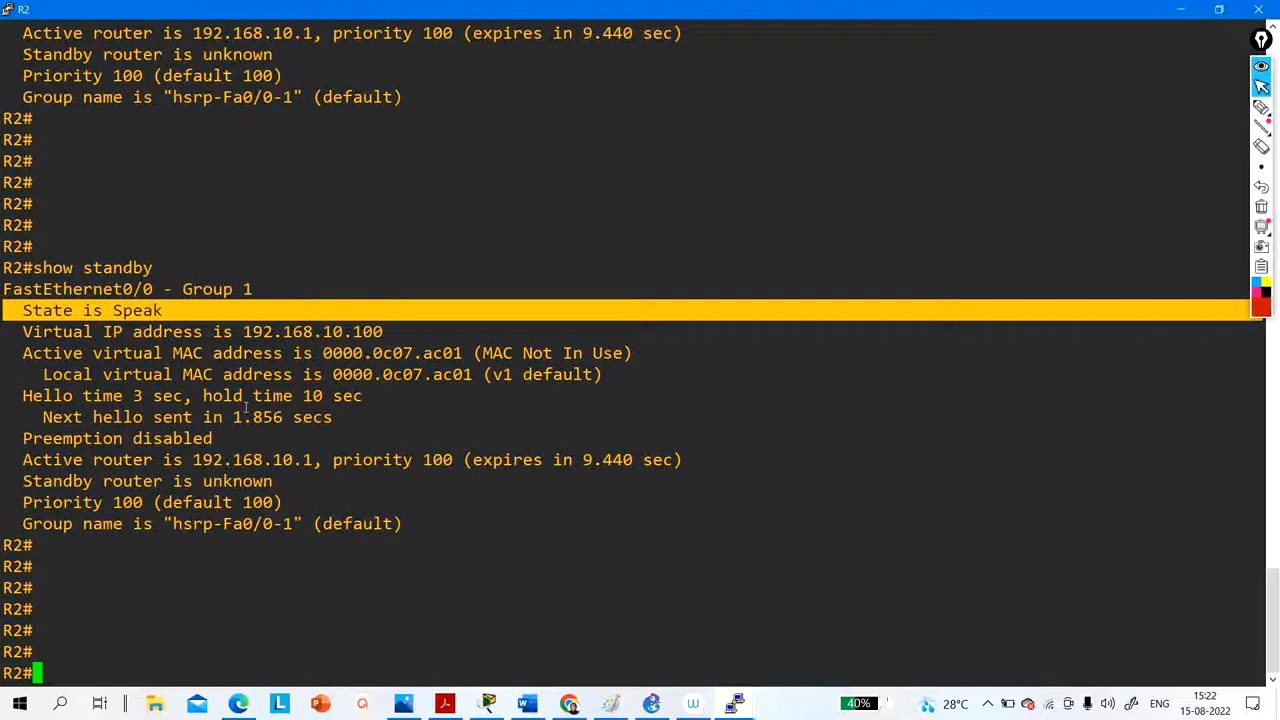 R2
Active router is 192.168.10.1, priority 100 (expires in 9.440 sec)
Standby router is unknown
Priority 100 (default 100)
Group name is "hsrp-Fa0/0-1" (default)
R2#
R2#
R2#
R2#
R2#
R2#
R2#
R2#show standby
FastEthernet0/0 - Group 1
State is Speak
Virtual IP address is 192.168.10.100
Active virtual MAC address is 0000.0c07.ac01 (MAC Not In Use)
Local virtual MAC address is 0000.0c07.ac01 (v1 default)
Hello time 3 sec, hold time 10 sec
Next hello sent in 1.856 secs
Preemption disabled
Active router is 192.168.10.1, priority 100 (expires in 9.440 sec)
Standby router is unknown
Priority 100 (default 100)
Group name is "hsrp-Fa0/0-1" (default)
R2#
R2#
R2#
R2#
R2#
R2#
R2#
40%
28°C
ENG
15:22
15-08-2022